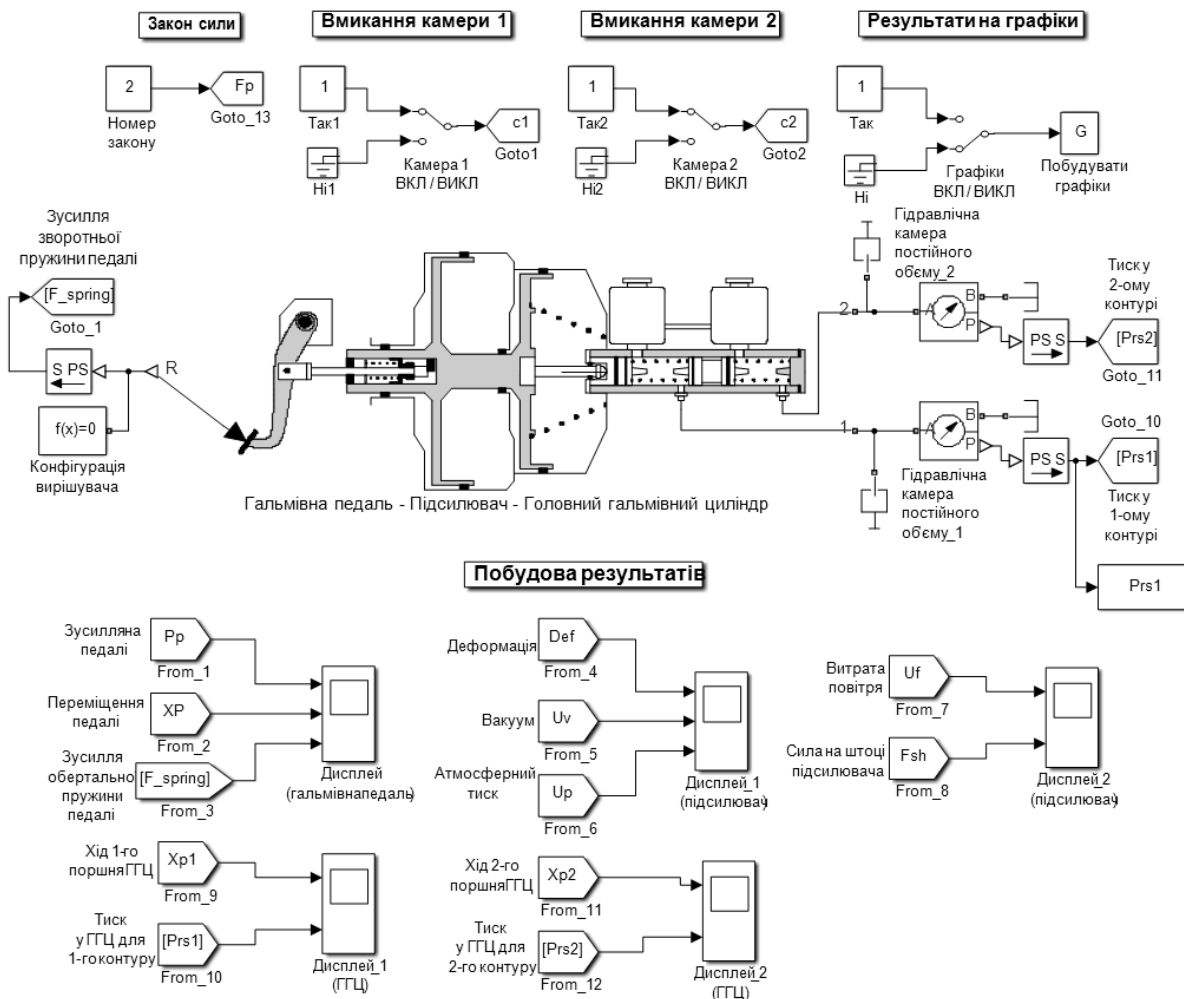 Закон сили
Вмикання камери 1
Вмикання камери 2
Результати на графіки
2
Номер
закону
Fp
Goto_13
1
Так1
Ні1
Камера 1
ВКЛ / ВИКЛ
c1
Goto1
1
Так2
Ні2
Камера 2
ВКЛ / ВИКЛ
c2
Goto2
1
Так
Ні
Графіки
ВКЛ / ВИКЛ
G
Побудувати
графіки
Зусилля
зворотньої
пружини педалі
[F_spring]
Goto_1
S PS
R
f(x)=0
Конфігурація
вирішувача
Гідравлічна
камера
постійного
об'єму_2
2
A
B
P
PS S
Тиск у
2-ому
контурі
[Prs2]
Goto_11
1
A
B
P
PS S
Goto_10
[Prs1]
Тиск у
1-ому
контурі
Гідравлічна
камера
постійного
об'єму_1
Prs1
Гальмівна педаль - Підсилювач - Головний гальмівний циліндр
Побудова результатів
Зусилляна
педалі
Pp
From_1
Переміщення
педалі
XP
From_2
Зусилля
обертально
пружини
педалі
[F_spring]
From_3
Дисплей
(гальмівнапедаль)
Деформація
Def
From_4
Вакуум
Uv
From_5
Атмосферний
тиск
Up
From_6
Дисплей_1
(підсилювач)
Витрата
повітря
Uf
From_7
Сила на штоці
підсилювача
Fsh
From_8
Дисплей_2
(підсилювач)
Хід 1-го
поршняГГЦ
Xp1
From_9
Тиск
у ГГЦ для
1-го контуру
[Prs1]
From_10
Дисплей_1
(ГГЦ)
Хід 2-го
поршняГГЦ
Xp2
From_11
Тиск
у ГГЦ для
2-го контуру
[Prs2]
From_12
Дисплей_2
(ГГЦ)